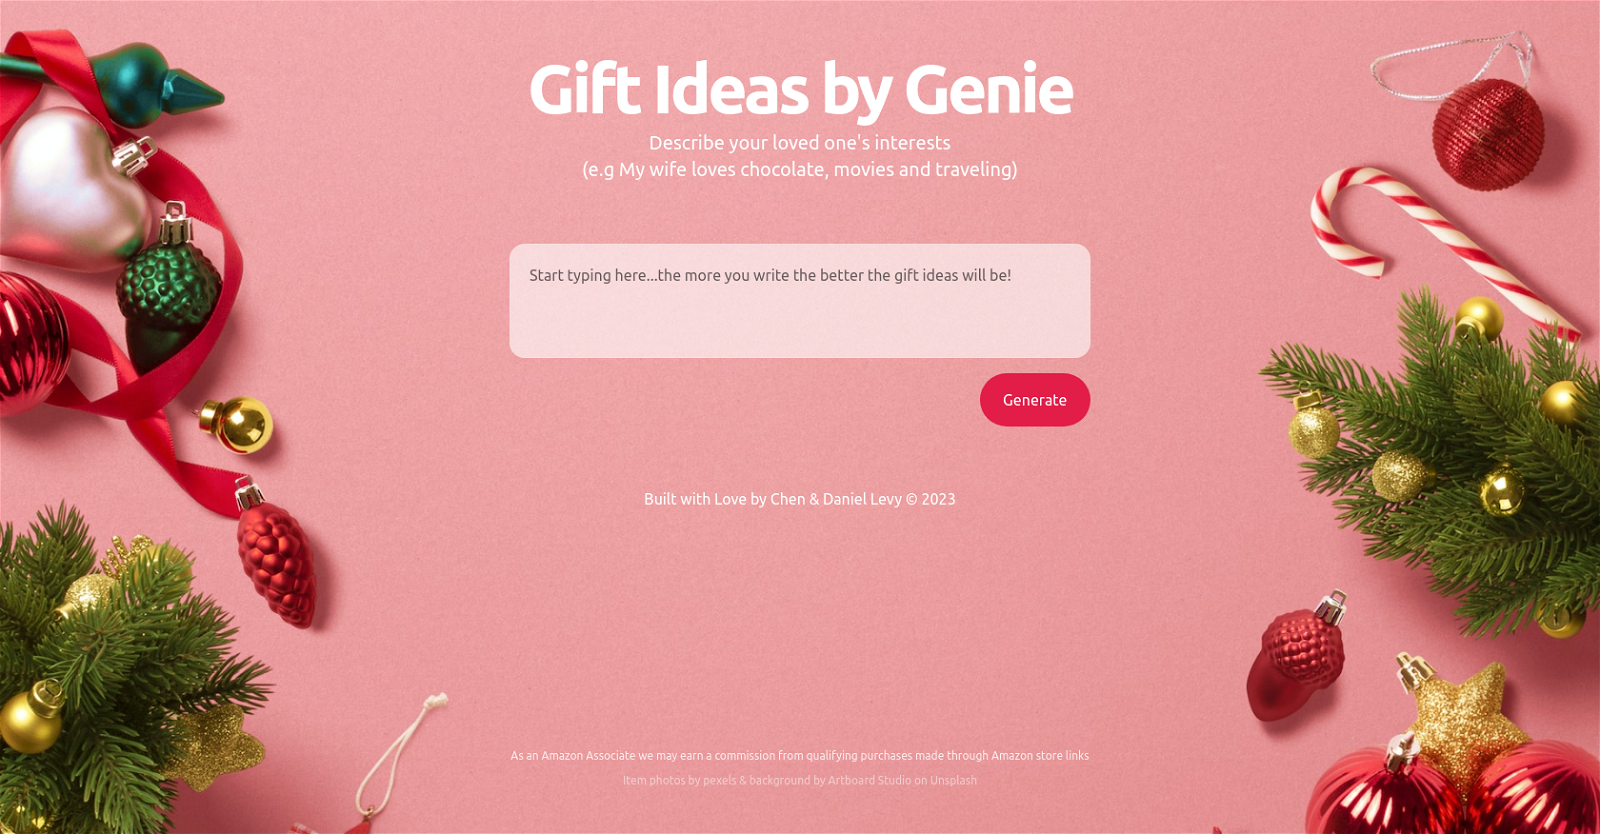 Gift Ideas by Genie
Describe your loved one's interests
(e.g My wife loves chocolate, movies and traveling)
Start typing here...the more you write the better the gift ideas will be!
Generate
Built with Love by Chen & Daniel Levy © 2023
As an Amazon Associate we may earn a commission from qualifying purchases made through Amazon store links
Item photos by pexels & background by Artboard Studio on Unsplash